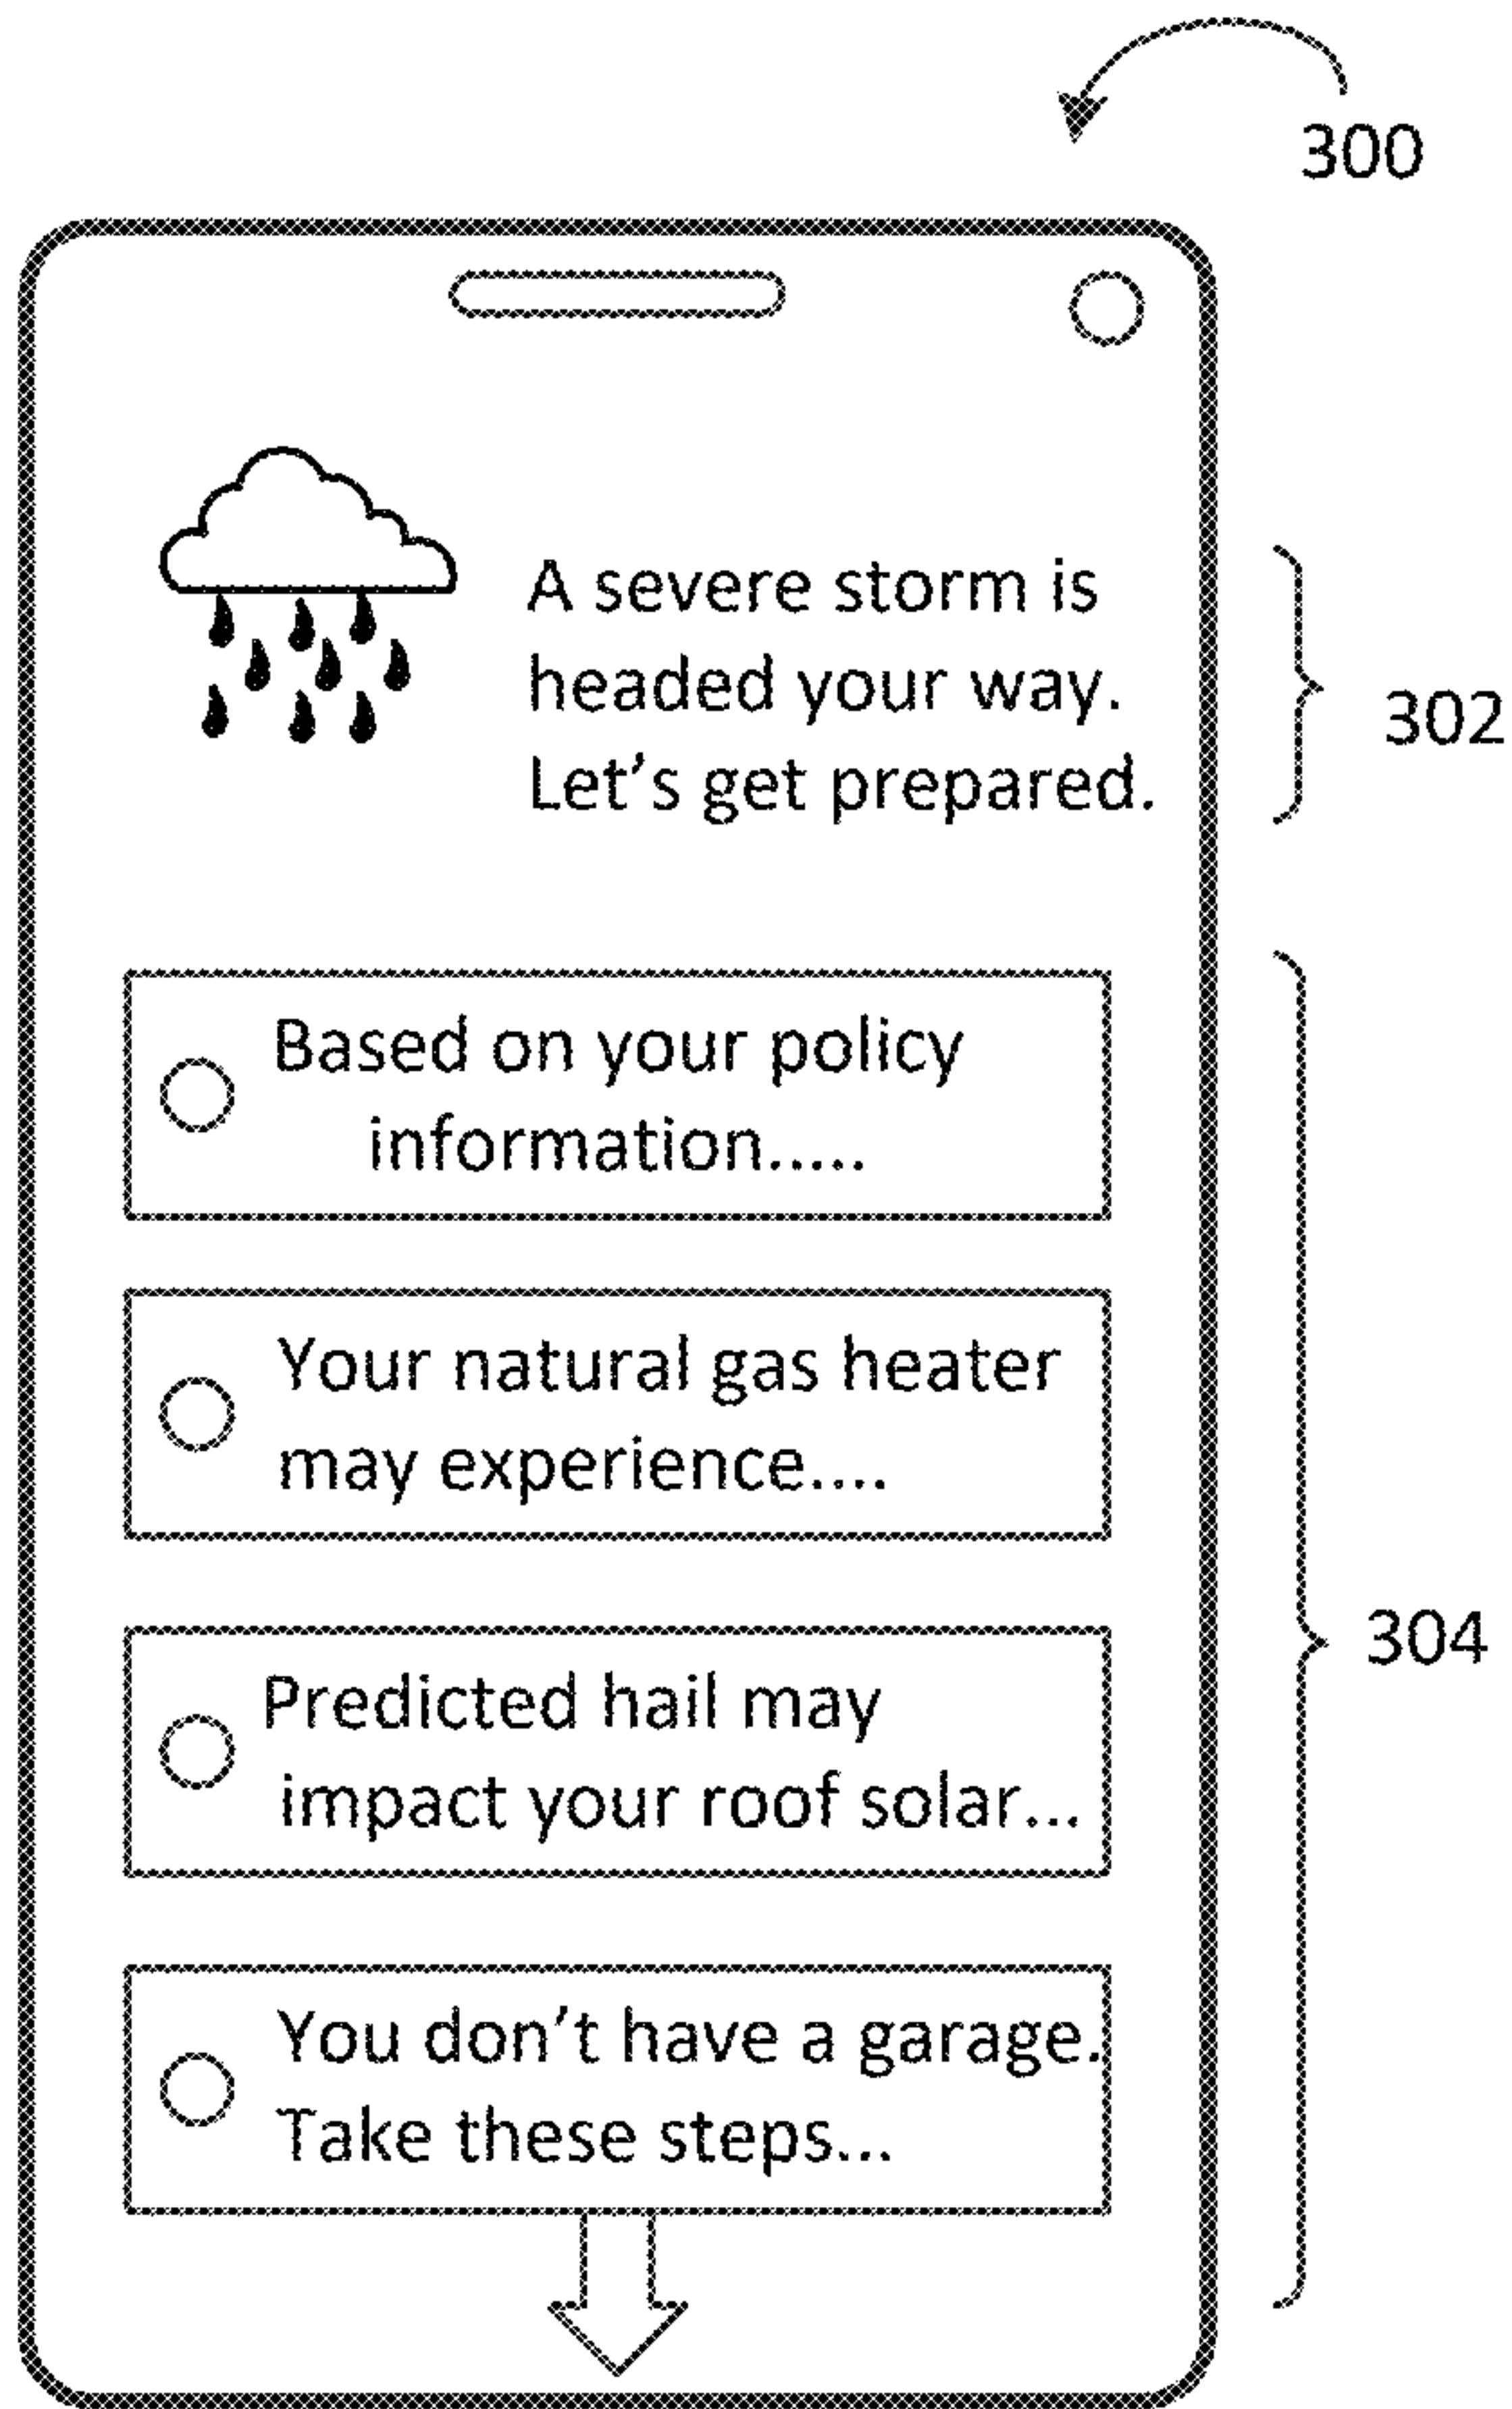 300
A severe storm is
headed your way.
Let's get prepared.
302
Based on your policy
information.....
Your natural gas heater
may experience....
Predicted hail may
impact your roof solar...
304
You don't have a garage.
Take these steps...